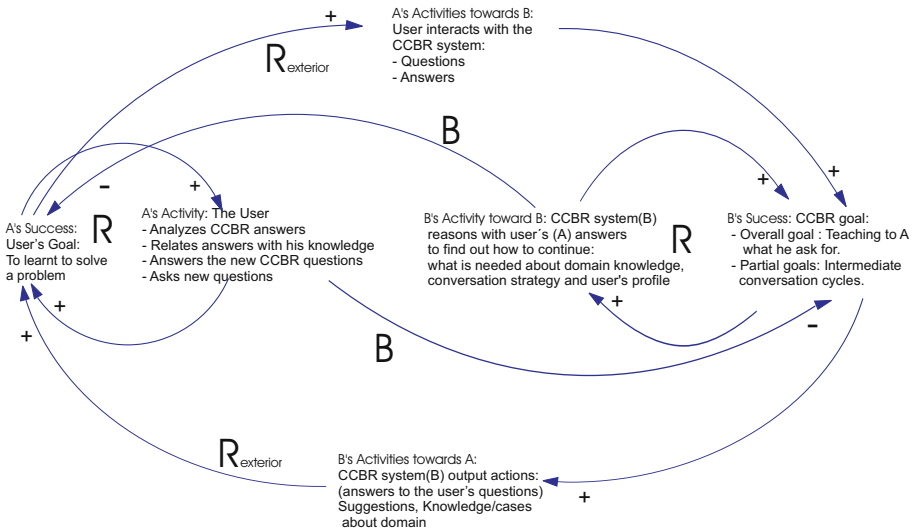 A's Activities towards B:
User interacts with the
CCBR system:
- Questions
- Answers
+
R exterior
B
+
-
+
+
A's Success:
User's Goal:
To learnt to solve
a problem
R
A's Activity: The User
- Analyzes CCBR answers
- Relates answers with his knowledge
- Answers the new CCBR questions
- Asks new questions
B's Activity toward B: CCBR system(B)
reasons with user´s (A) answers
to find out how to continue:
what is needed about domain knowledge,
conversation strategy and user's profile
R
B's Sucess: CCBR goal:
- Overall goal : Teaching to A
what he ask for.
- Partial goals: Intermediate
conversation cycles.
+
+
+
-
B
R exterior
B's Activities towards A:
CCBR system(B) output actions:
(answers to the user's questions)
Suggestions, Knowledge/cases
about domain
+